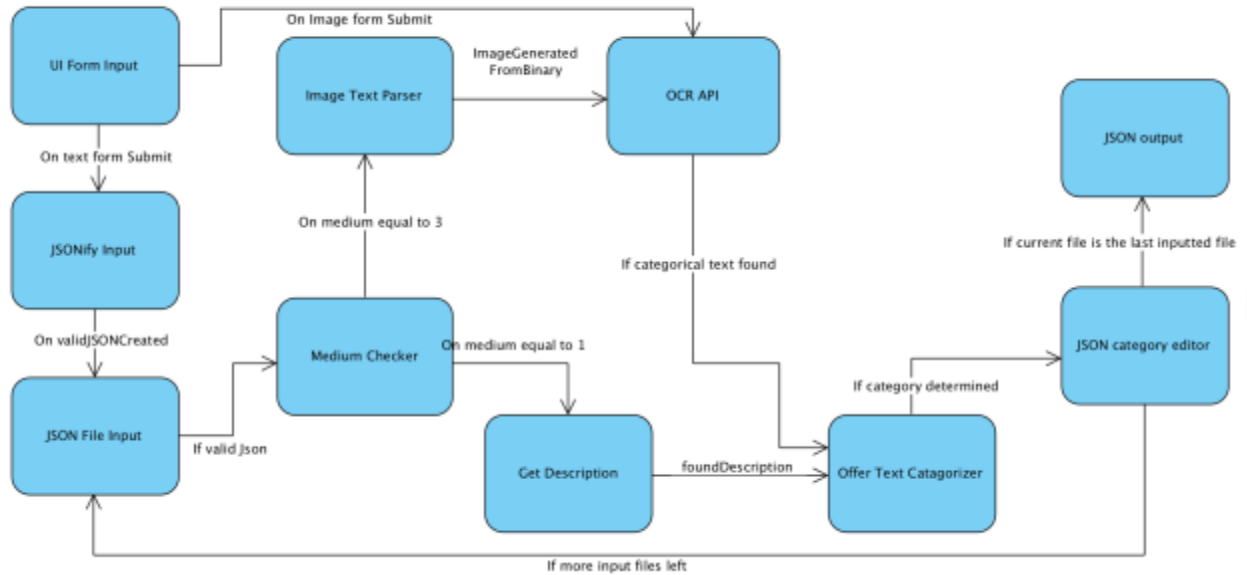 On Image form Submit
UI Form Input
Image Text Parser
ImageGenerated
FromBinary
OCR API
JSON output
On text form Submit
On medium equal to 3
JSONify Input
If categorical text found
If current file is the last inputted file
On validJSONCreated
Medium Checker
On medium equal to 1
JSON category editor
If category determined
JSON File Input
If valid Json
Get Description
foundDescription
Offer Text Catagorizer
If more input files left